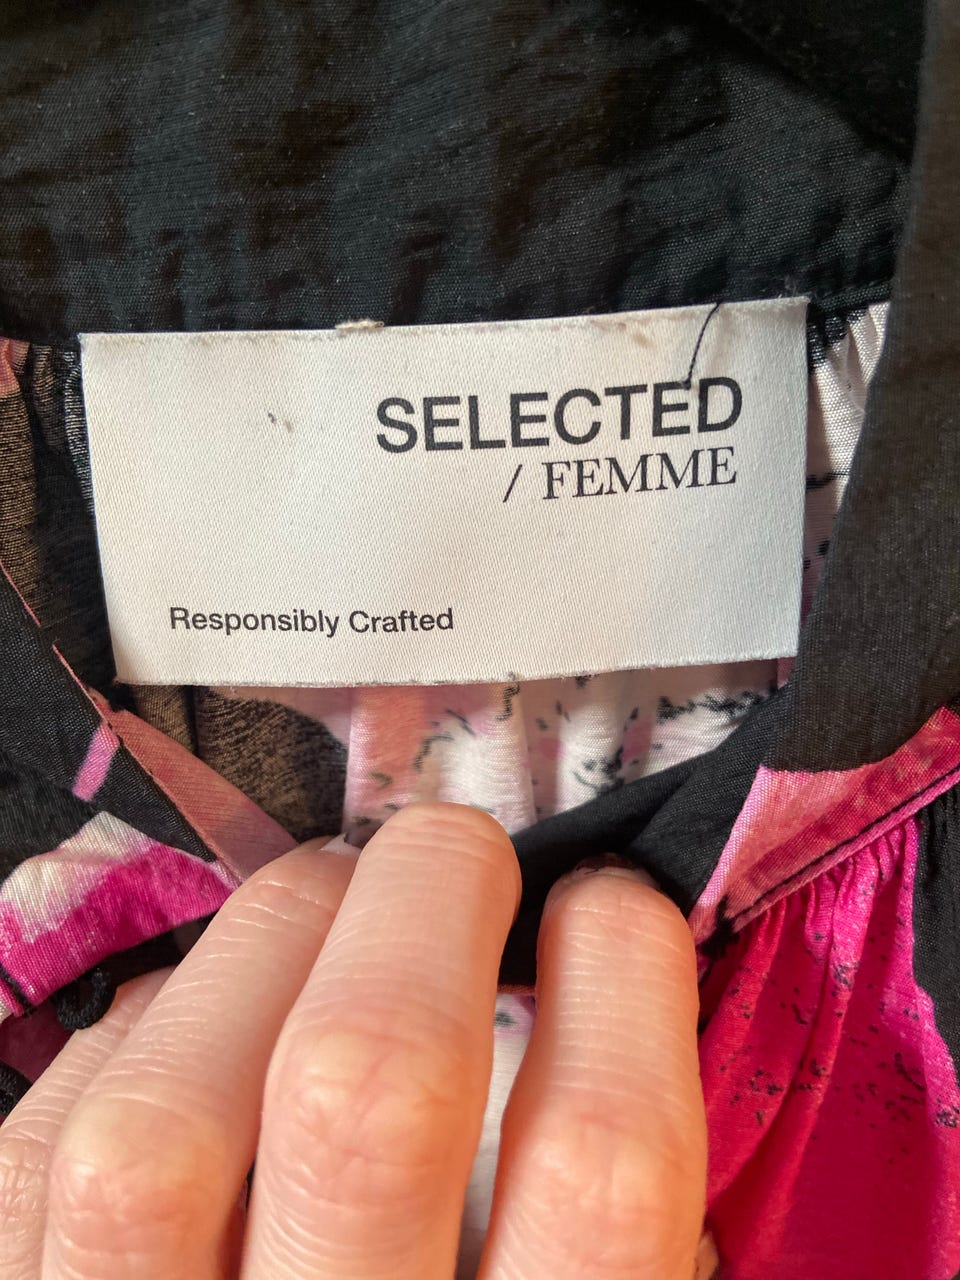 SELECTED
/ FEMME
Responsibly Crafted